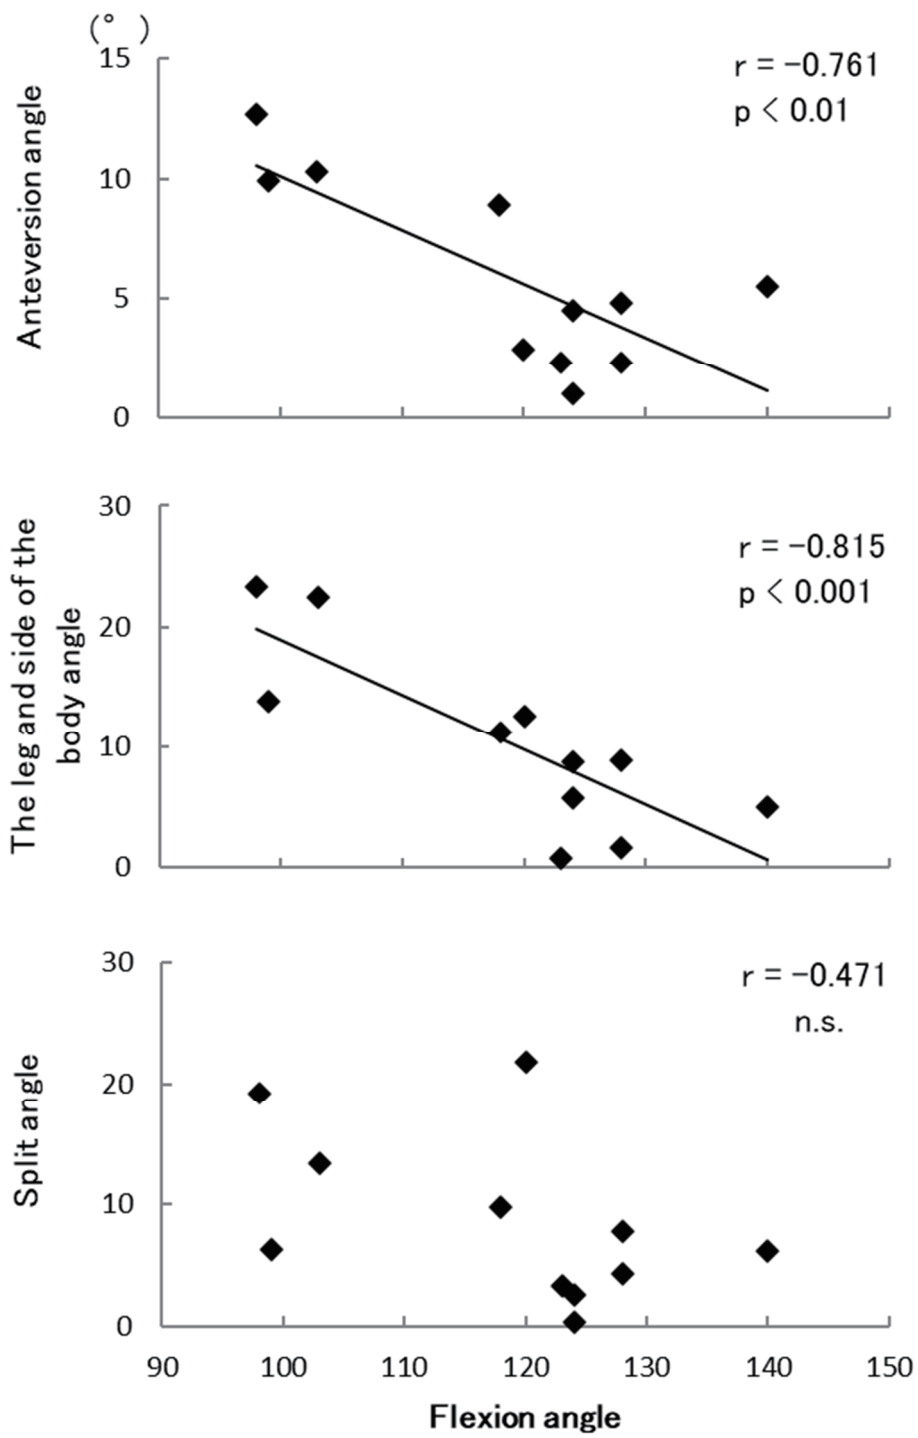 (° )
15
10
5
0
Anteversion angle
r = -0.761
p < 0.01
30
20
10
0
The leg and side of the
body angle
r = -0.815
p < 0.001
30
20
10
0
Split angle
r = -0.471
n.s.
90 100 110 120 130 140 150
Flexion angle